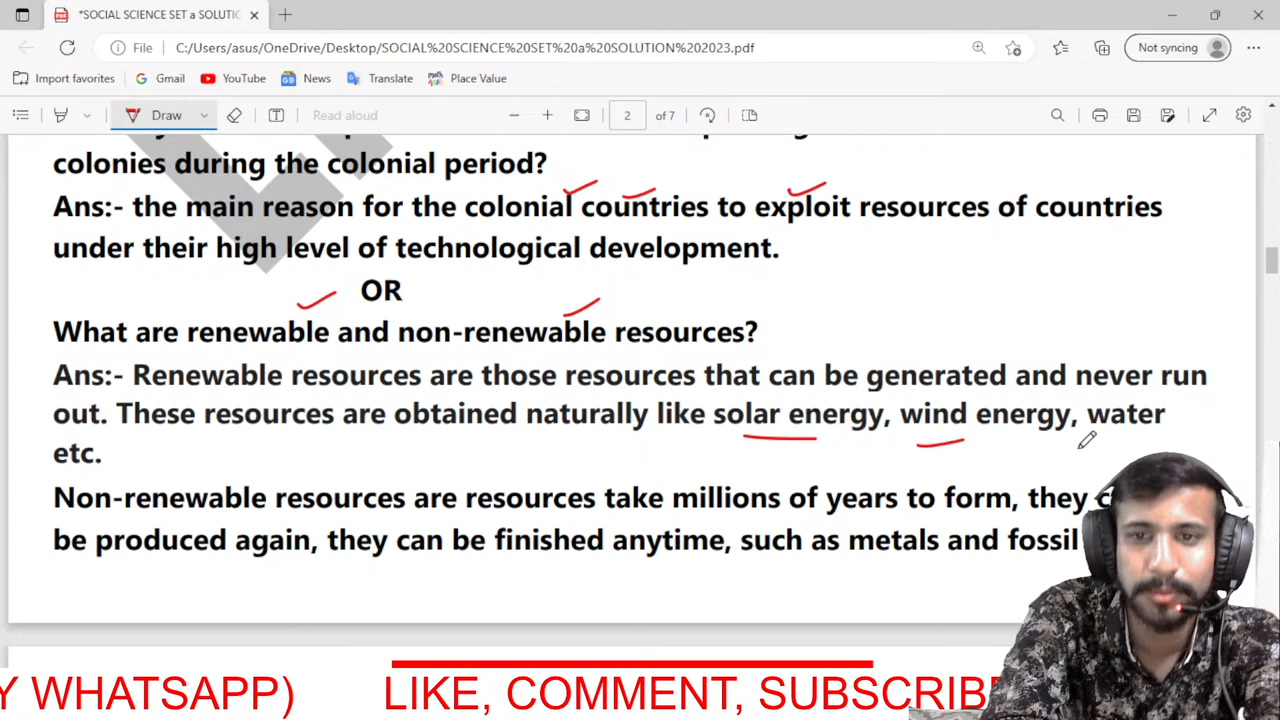 *SOCIAL SCIENCE SET a SOLUTIC
File C:/Users/asus/OneDrive/Desktop/SOCIAL%20SCIENCE%20SET%20a%20SOLUTION%202023.pdf
Not syncing
Import favorites Gmail YouTube News Translate Place Value
Draw Read aloud 2 of 7
colonies during the colonial period?
Ans:- the main reason for the colonial countries to exploit resources of countries
under their high level of technological development.
OR
What are renewable and non-renewable resources?
Ans:- Renewable resources are those resources that can be generated and never run
out. These resources are obtained naturally like solar energy, wind energy, water
etc.
Non-renewable resources are resources take millions of years to form, they
be produced again, they can be finished anytime, such as metals and fossil
Y WHATSAPP) LIKE, COMMENT, SUBSCRIBE